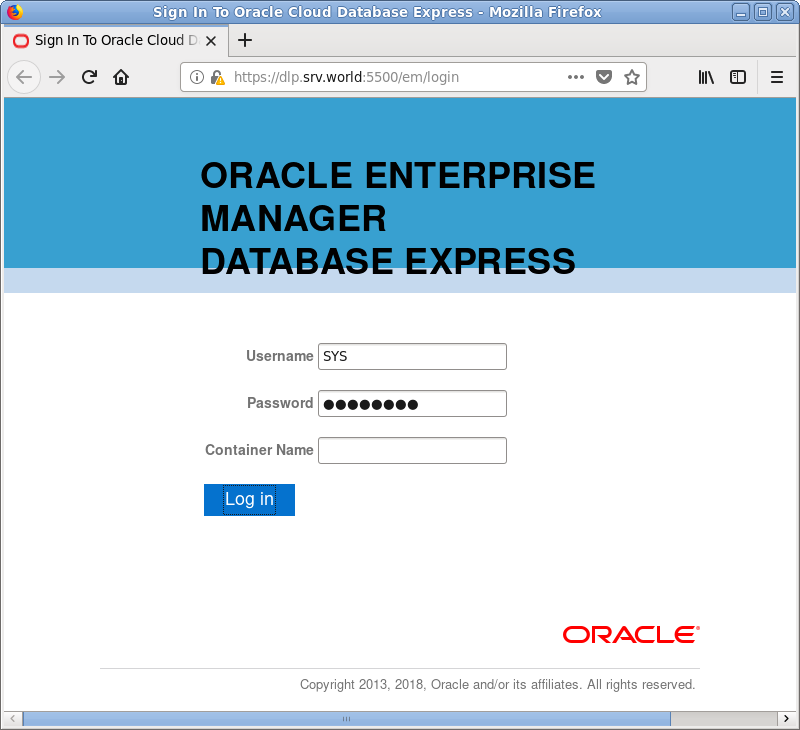 Sign In To Oracle Cloud Database Express - Mozilla Firefox
Sign In To Oracle Cloud D
https://dlp.srv.world:5500/em/login
ORACLE ENTERPRISE
MANAGER
DATABASE EXPRESS
Username SYS
Password ●●●●●●●●
Container Name
Log in
ORACLE®
Copyright 2013, 2018, Oracle and/or its affiliates. All rights reserved.